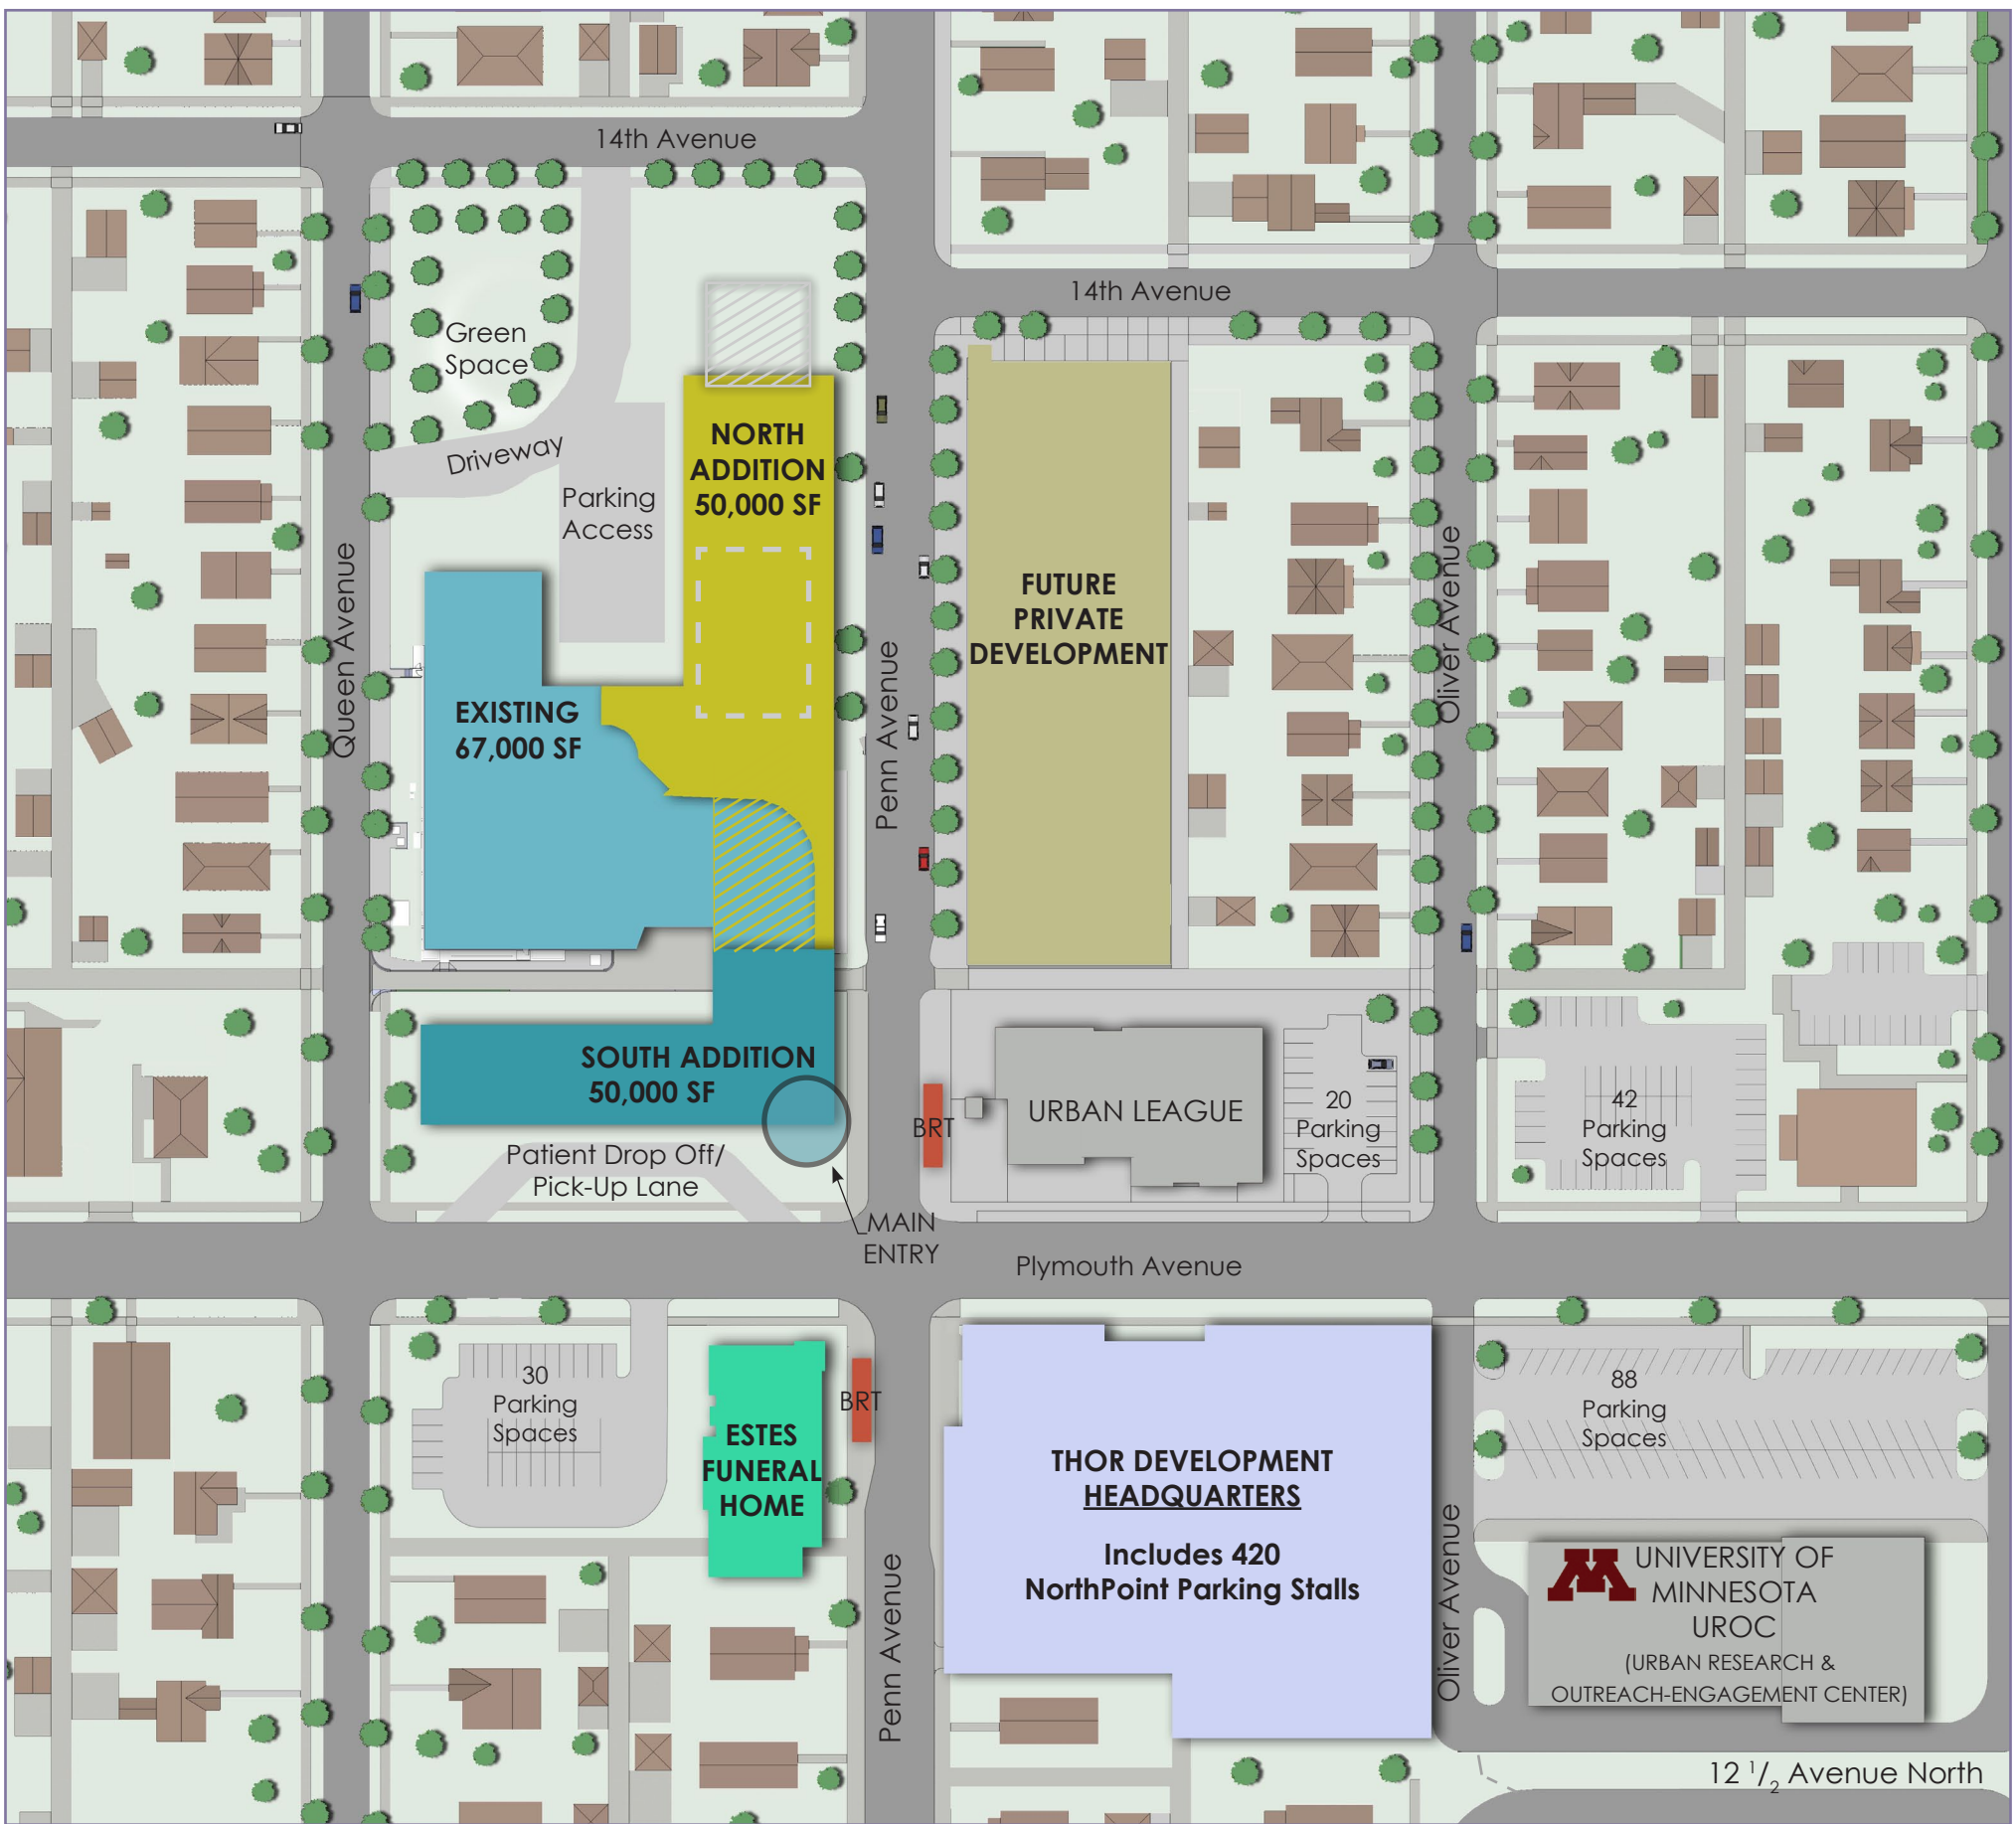 14th Avenue
14th Avenue
Green
Space
Driveway
Parking
Access
NORTH
ADDITION
50,000 SF
FUTURE
PRIVATE
DEVELOPMENT
Queen Avenue
Penn Avenue
Oliver Avenue
EXISTING
67,000 SF
SOUTH ADDITION
50,000 SF
Patient Drop Off/
Pick-Up Lane
MAIN
ENTRY
BRT
URBAN LEAGUE
20
Parking
Spaces
42
Parking
Spaces
Plymouth Avenue
30
Parking
Spaces
ESTES
FUNERAL
HOME
BRT
THOR DEVELOPMENT
HEADQUARTERS
Includes 420
NorthPoint Parking Stalls
88
Parking
Spaces
Penn Avenue
Oliver Avenue
M
UNIVERSITY OF
MINNESOTA
UROC
(URBAN RESEARCH &
OUTREACH-ENGAGEMENT CENTER)
12 1/2 Avenue North